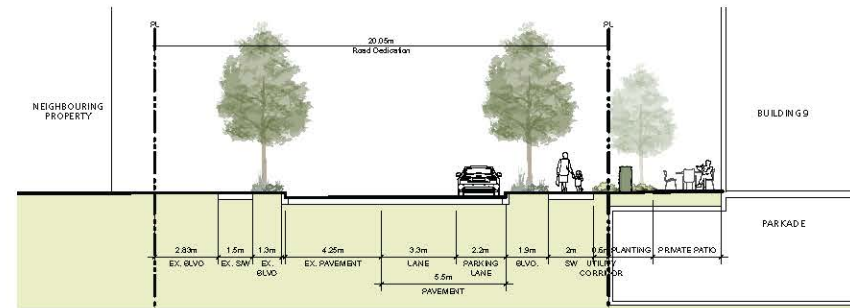 PL
PL
20.05m
Road Dedication
NEIGHBOURING
PROPERTY
BUILDING 9
PARKADE
2.83m
1.5m
1.3m
4.25m
3.3m
2.2m
1.9m
2m
0.6m
PLANTING
PRIVATE PATIO
EX. BLVD
EX. SW
EX.
BLVD
EX. PAVEMENT
LANE
PARKING
LANE
BLVD.
SW
UTILITY
CORRIDOR
5.5m
PAVEMENT